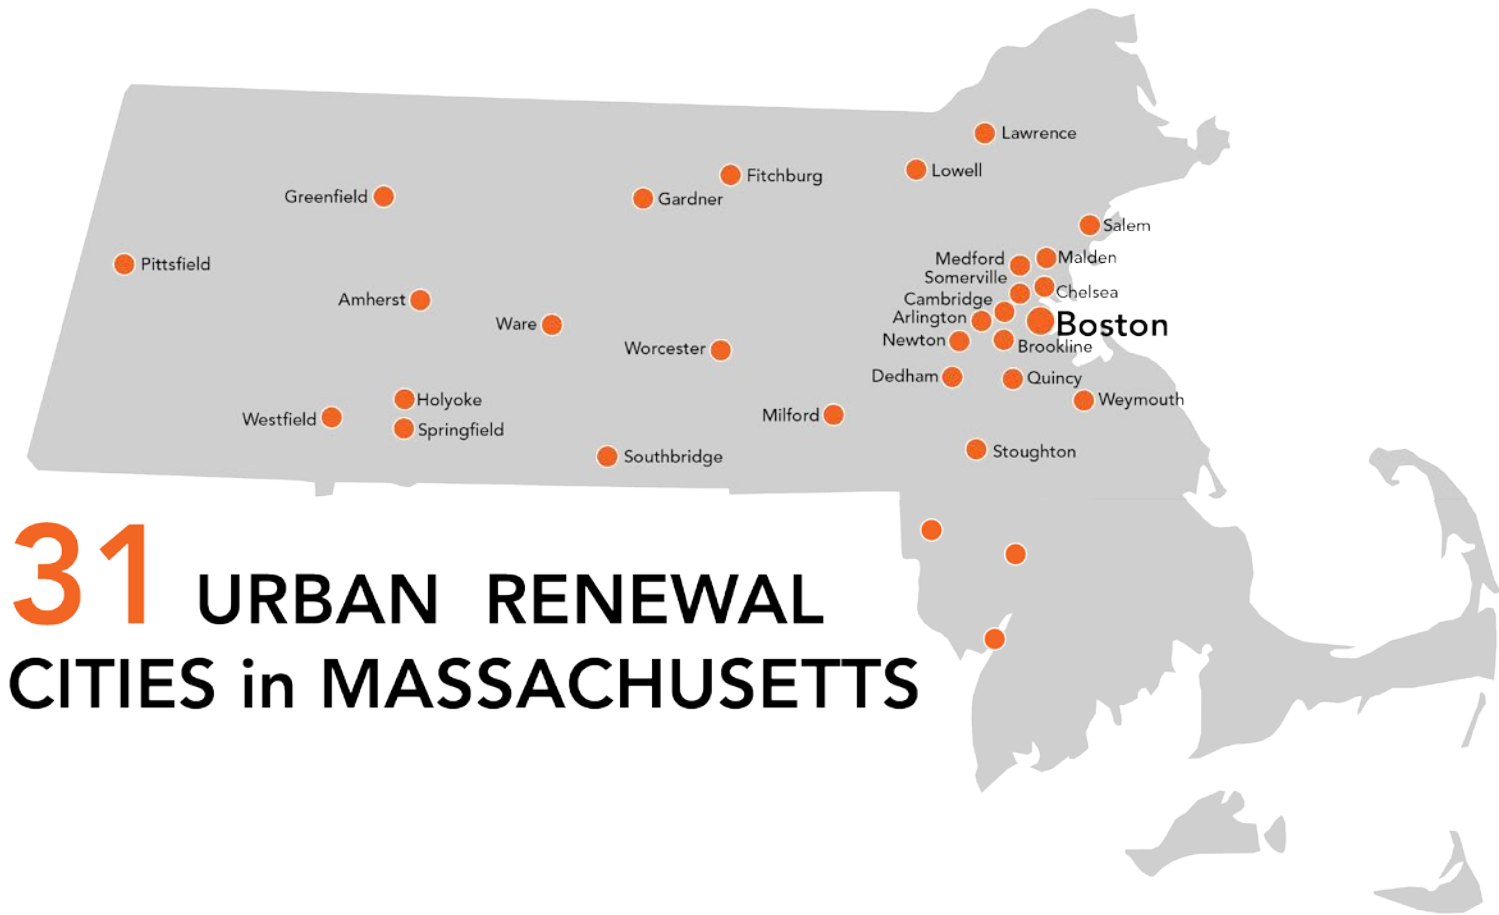 Lawrence
Lowell
Fitchburg
Greenfield
Gardner
Salem
Medford
Malden
Pittsfield
Somerville
Chelsea
Amherst
Cambridge
Arlington
Boston
Ware
Newton
Brookline
Worcester
Dedham
Quincy
Holyoke
Weymouth
Westfield
Milford
Springfield
Stoughton
Southbridge
31 URBAN RENEWAL
CITIES in MASSACHUSETTS